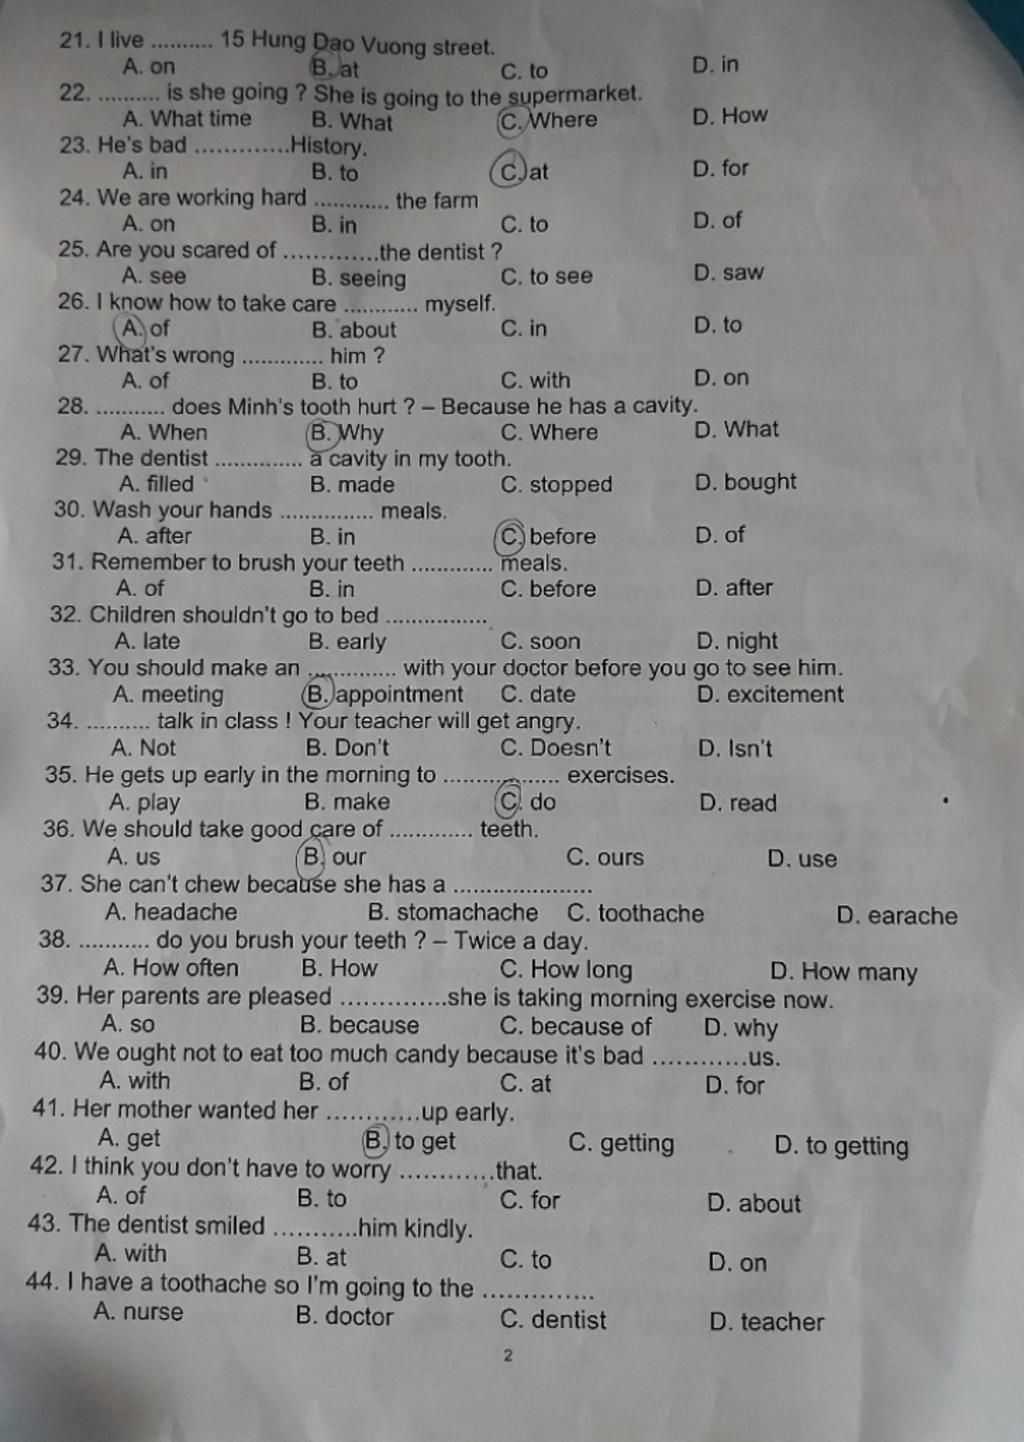 21. I live .......... 15 Hung Dao Vuong street.
A. on B. at C. to D. in
22. .......... is she going ? She is going to the supermarket.
A. What time B. What C. Where D. How
23. He's bad .............History.
A. in B. to C. at D. for
24. We are working hard ............ the farm
A. on B. in C. to D. of
25. Are you scared of .............the dentist ?
A. see B. seeing C. to see D. saw
26. I know how to take care ............ myself.
A. of B. about C. in D. to
27. What's wrong ............. him ?
A. of B. to C. with D. on
28. ........... does Minh's tooth hurt ? – Because he has a cavity.
A. When B. Why C. Where D. What
29. The dentist .............. a cavity in my tooth.
A. filled B. made C. stopped D. bought
30. Wash your hands ............... meals.
A. after B. in C. before D. of
31. Remember to brush your teeth ............. meals.
A. of B. in C. before D. after
32. Children shouldn't go to bed ................
A. late B. early C. soon D. night
33. You should make an .............. with your doctor before you go to see him.
A. meeting B. appointment C. date D. excitement
34. .......... talk in class ! Your teacher will get angry.
A. Not B. Don't C. Doesn't D. Isn't
35. He gets up early in the morning to ................... exercises.
A. play B. make C. do D. read
36. We should take good care of ............. teeth.
A. us B. our C. ours D. use
37. She can't chew because she has a ......................
A. headache B. stomachache C. toothache D. earache
38. ........... do you brush your teeth ? – Twice a day.
A. How often B. How C. How long D. How many
39. Her parents are pleased ..............she is taking morning exercise now.
A. so B. because C. because of D. why
40. We ought not to eat too much candy because it's bad ............us.
A. with B. of C. at D. for
41. Her mother wanted her ............up early.
A. get B. to get C. getting D. to getting
42. I think you don't have to worry ............that.
A. of B. to C. for D. about
43. The dentist smiled ...........him kindly.
A. with B. at C. to D. on
44. I have a toothache so I'm going to the ..............
A. nurse B. doctor C. dentist D. teacher
2